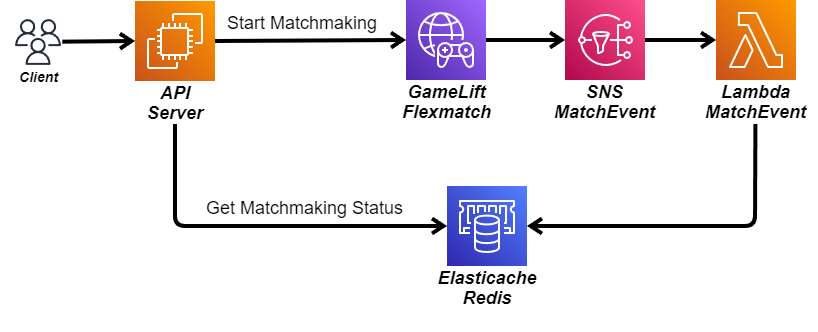 Start Matchmaking
Client
API
Server
GameLift
Flexmatch
SNS
MatchEvent
Lambda
MatchEvent
Get Matchmaking Status
Elasticache
Redis